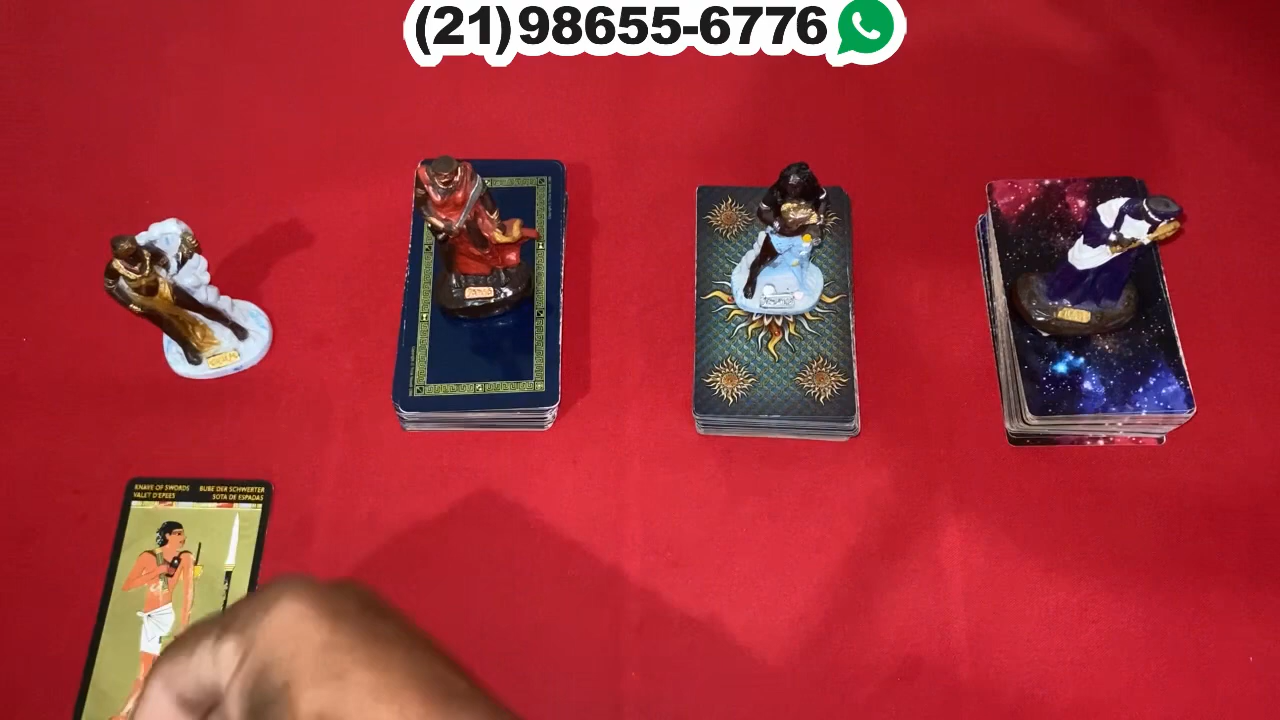 (21)98655-6776
KNAVE OF SWORDS BUBE DER SCHWERTER
VALET D'EPEES SOTA DE ESPADAS